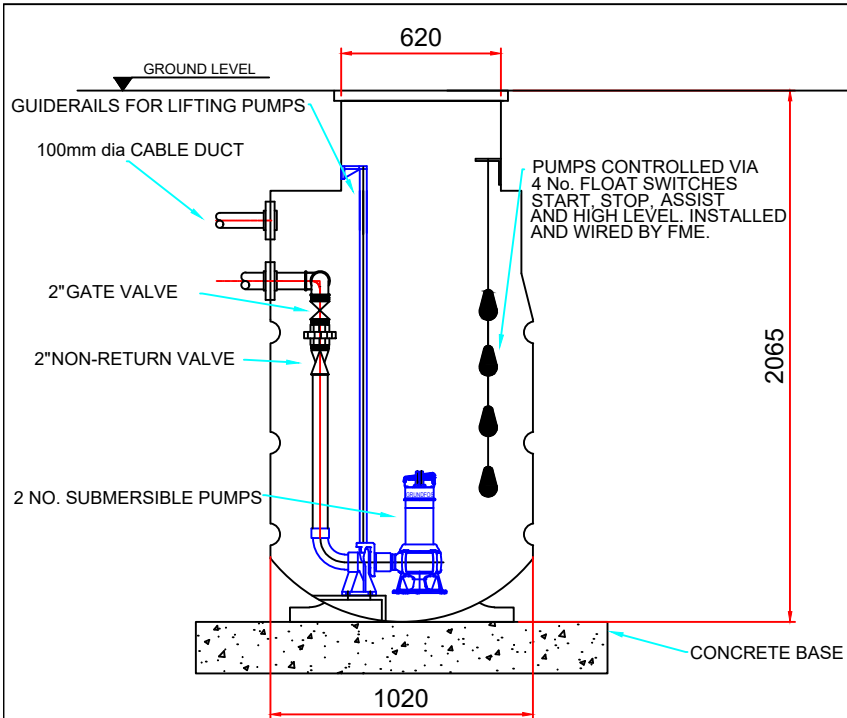 620
GROUND LEVEL
GUIDERAILS FOR LIFTING PUMPS
100mm dia CABLE DUCT
PUMPS CONTROLLED VIA
4 No. FLOAT SWITCHES
START, STOP, ASSIST
AND HIGH LEVEL. INSTALLED
AND WIRED BY FME.
2"GATE VALVE
2"NON-RETURN VALVE
2065
2 NO. SUBMERSIBLE PUMPS
GRUNDFOS
CONCRETE BASE
1020